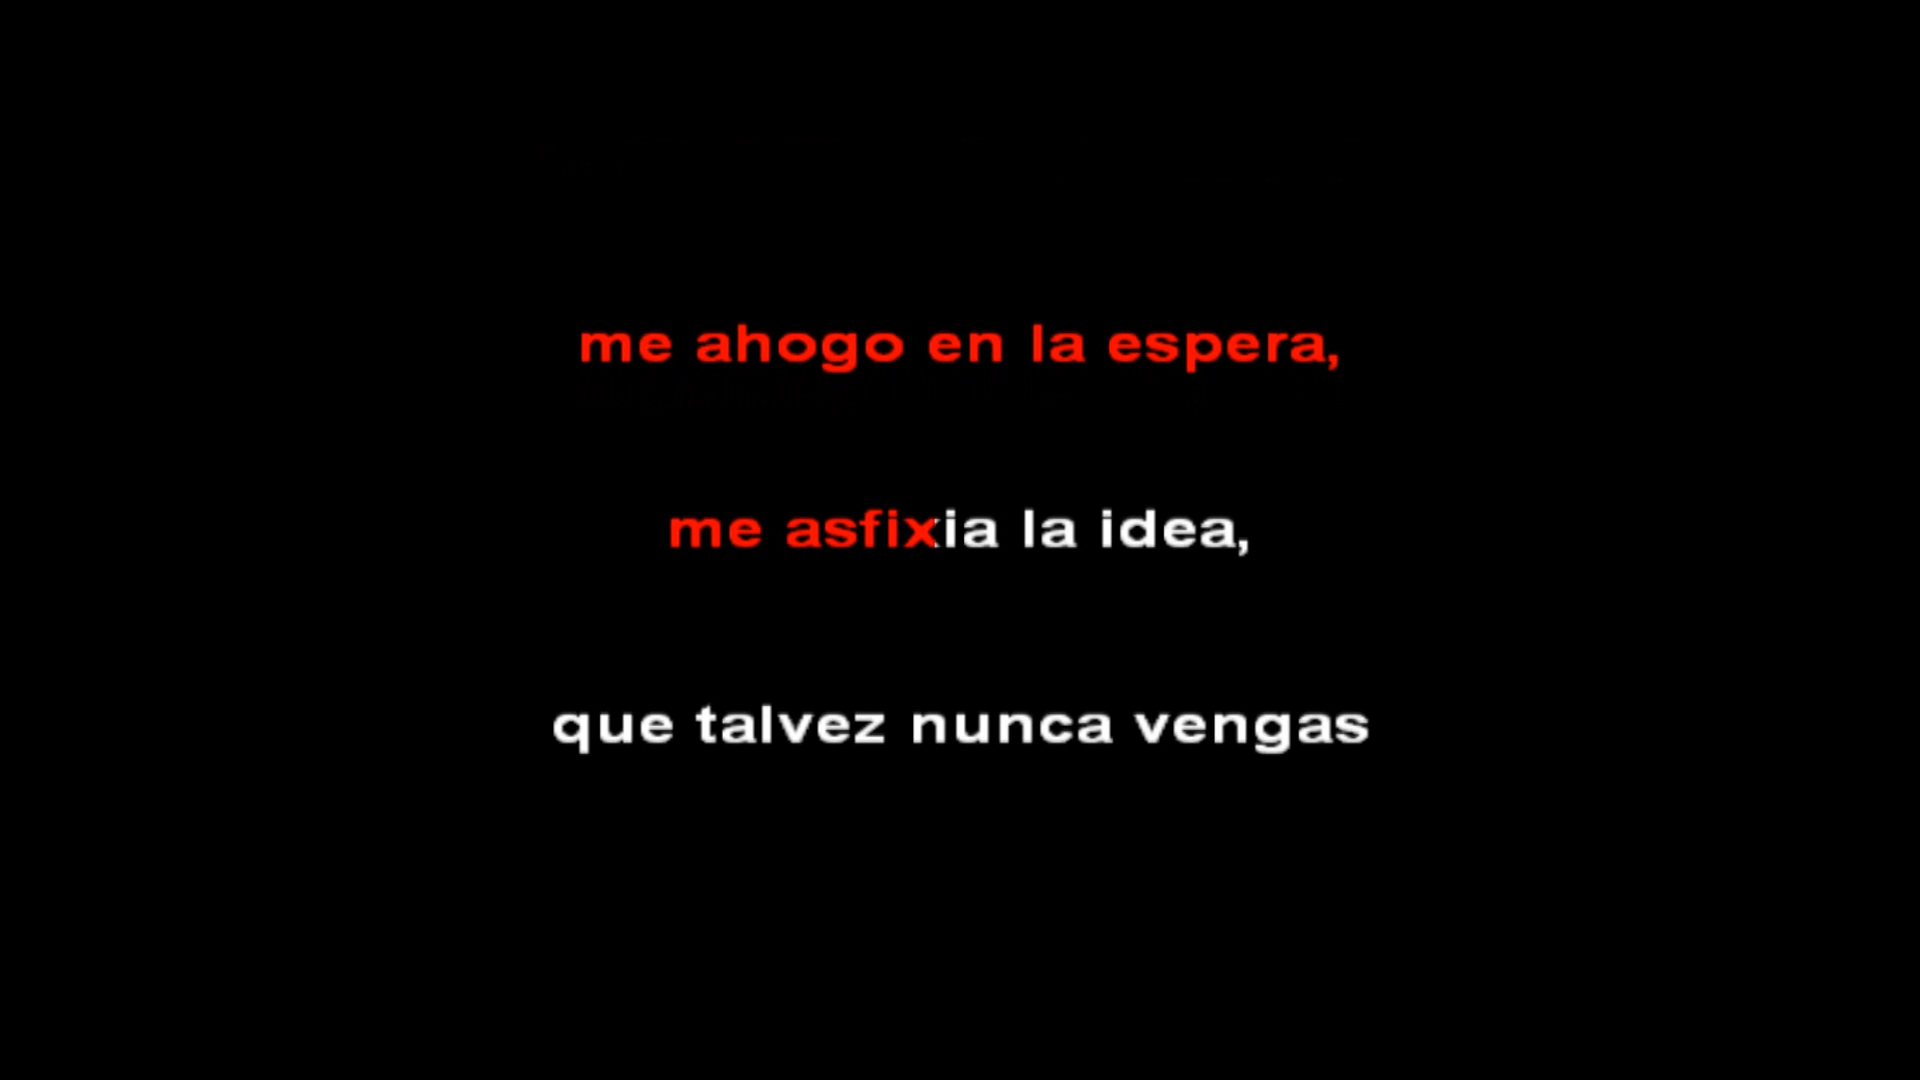 me ahogo en la espera,
me asfixia la idea,
que talvez nunca vengas